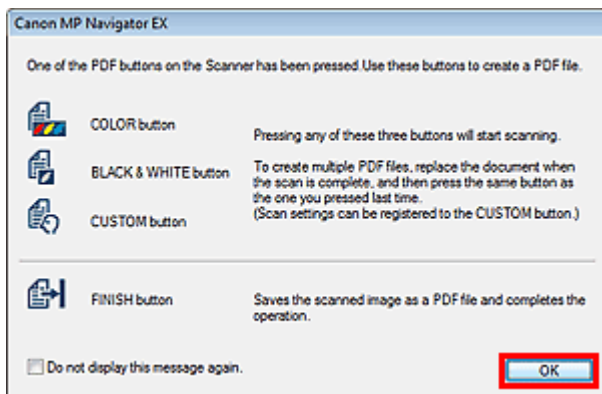 Canon MP Navigator EX
One of the PDF buttons on the Scanner has been pressed.Use these buttons to create a PDF file.
COLOR button
Pressing any of these three buttons will start scanning.
BLACK & WHITE button
To create multiple PDF files, replace the document when
the scan is complete, and then press the same button as
the one you pressed last time.
(Scan settings can be registered to the CUSTOM button.)
CUSTOM button
FINISH button
Saves the scanned image as a PDF file and completes the
operation.
Do not display this message again.
OK